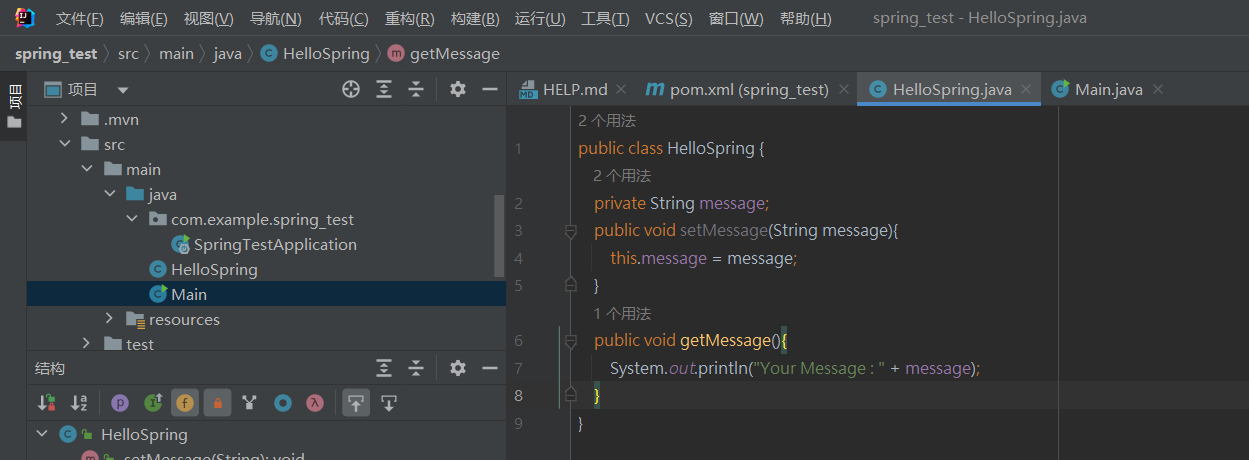 文件(F) 编辑(E) 视图(V) 导航(N) 代码(C) 重构(R) 构建(B) 运行(U) 工具(T) VCS(S) 窗口(W) 帮助(H) spring_test - HelloSpring.java
spring_test src main java HelloSpring getMessage
项目
项目
HELP.md pom.xml (spring_test) HelloSpring.java Main.java
.mvn
src
main
java
com.example.spring_test
SpringTestApplication
HelloSpring
Main
resources
test
结构
HelloSpring
setMessage(String): void
2 个用法
1 public class HelloSpring {
2 个用法
2 private String message;
3 public void setMessage(String message){
4 this.message = message;
5 }
1 个用法
6 public void getMessage(){
7 System.out.println("Your Message : " + message);
8 }
9 }